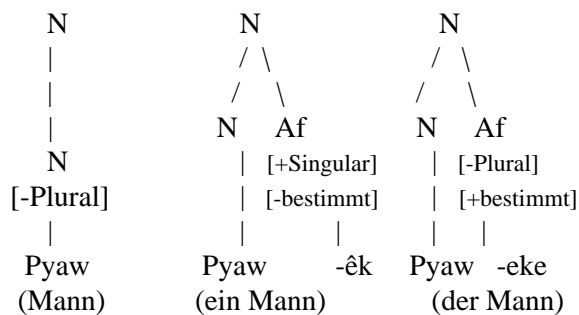 N N N
N N Af N Af
[+Singular] [-Plural]
[-Plural] [-bestimmt] [+bestimmt]
Pyaw Pyaw -êk Pyaw -eke
(Mann) (ein Mann) (der Mann)